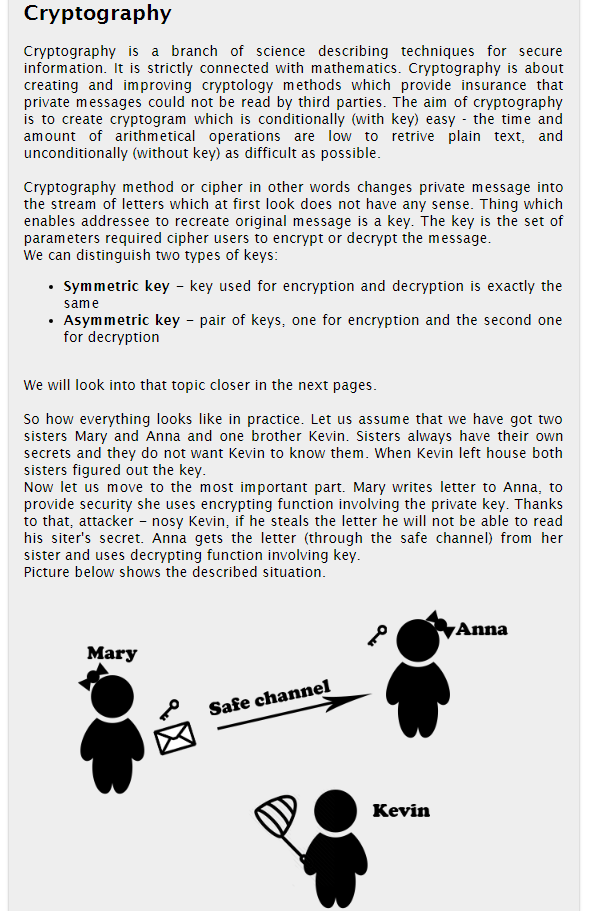 Cryptography
Cryptography is a branch of science describing techniques for secure
information. It is strictly connected with mathematics. Cryptography is about
creating and improving cryptology methods which provide insurance that
private messages could not be read by third parties. The aim of cryptography
is to create cryptogram which is conditionally (with key) easy - the time and
amount of arithmetical operations are low to retrive plain text, and
unconditionally (without key) as difficult as possible.
Cryptography method or cipher in other words changes private message into
the stream of letters which at first look does not have any sense. Thing which
enables addressee to recreate original message is a key. The key is the set of
parameters required cipher users to encrypt or decrypt the message.
We can distinguish two types of keys:
• Symmetric key – key used for encryption and decryption is exactly the
same
• Asymmetric key – pair of keys, one for encryption and the second one
for decryption
We will look into that topic closer in the next pages.
So how everything looks like in practice. Let us assume that we have got two
sisters Mary and Anna and one brother Kevin. Sisters always have their own
secrets and they do not want Kevin to know them. When Kevin left house both
sisters figured out the key.
Now let us move to the most important part. Mary writes letter to Anna, to
provide security she uses encrypting function involving the private key. Thanks
to that, attacker – nosy Kevin, if he steals the letter he will not be able to read
his siter's secret. Anna gets the letter (through the safe channel) from her
sister and uses decrypting function involving key.
Picture below shows the described situation.
Anna
Mary
Safe channel
Kevin